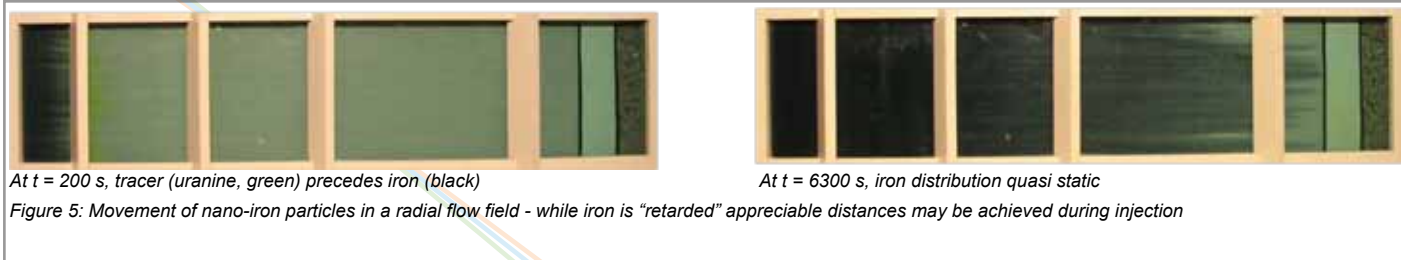 At t = 200 s, tracer (uranine, green) precedes iron (black)
At t = 6300 s, iron distribution quasi static
Figure 5: Movement of nano-iron particles in a radial flow field - while iron is “retarded” appreciable distances may be achieved during injection